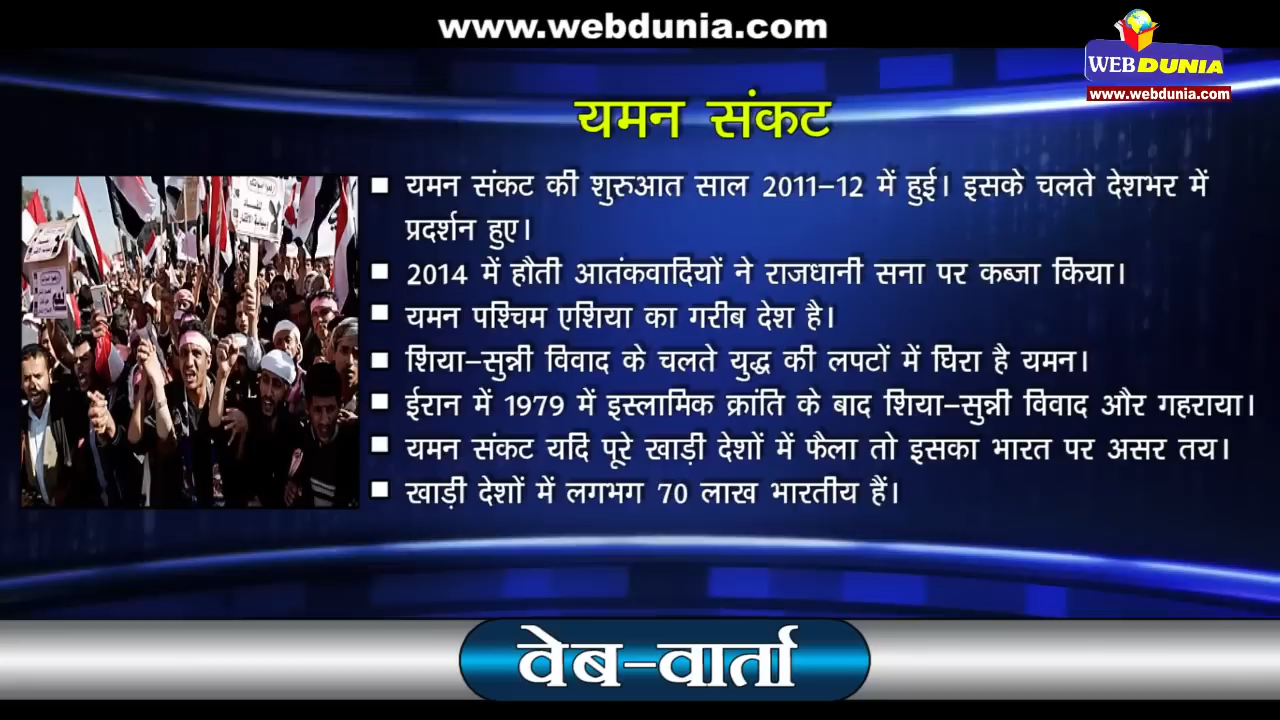 www.webdunia.com
WEBDUNIA
www.webdunia.com
यमन संकट
यमन संकट की शुरुआत साल 2011-12 में हुई। इसके चलते देशभर में
प्रदर्शन हुए।
2014 में हौती आतंकवादियों ने राजधानी सना पर कब्जा किया।
यमन पश्चिम एशिया का गरीब देश है।
शिया-सुन्नी विवाद के चलते युद्ध की लपटों में घिरा है यमन।
ईरान में 1979 में इस्लामिक क्रांति के बाद शिया-सुन्नी विवाद और गहराया।
यमन संकट यदि पूरे खाड़ी देशों में फैला तो इसका भारत पर असर तय।
खाड़ी देशों में लगभग 70 लाख भारतीय हैं।
वेब-वार्ता